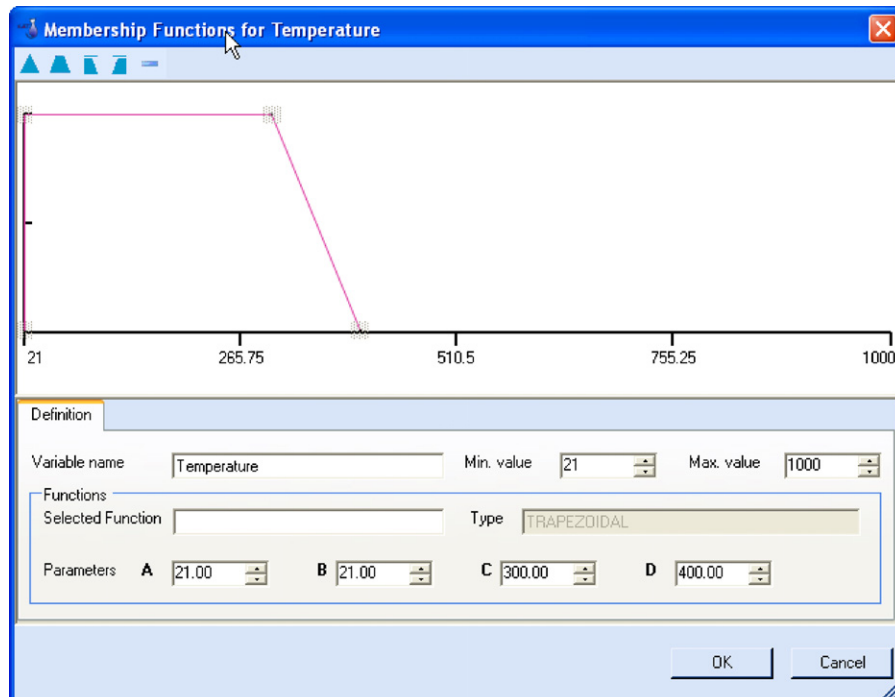 Membership Functions for Temperature
21 265.75 510.5 755.25 1000
Definition
Variable name Temperature Min. value 21 Max. value 1000
Functions
Selected Function Type TRAPEZOIDAL
Parameters A 21.00 B 21.00 C 300.00 D 400.00
OK Cancel